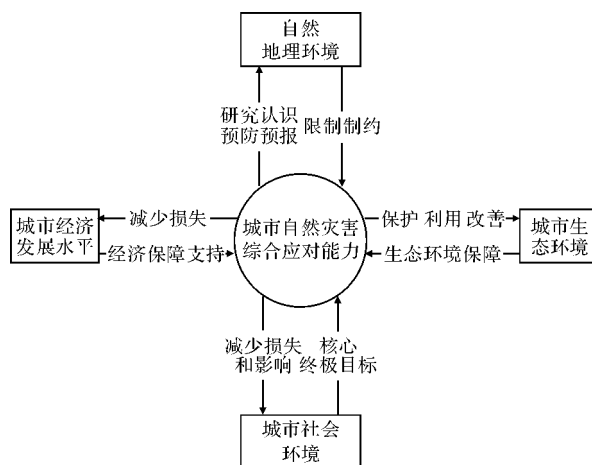 自然
地理环境
研究认识
预防预报
限制制约
城市经济
发展水平
减少损失
经济保障支持
城市自然灾害
综合应对能力
保护 利用 改善
生态环境保障
城市生
态环境
减少损失
和影响
核心
终极目标
城市社会
环境